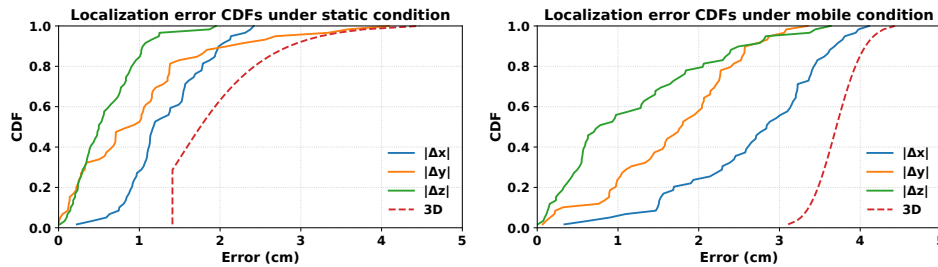 Localization error CDFs under static condition
1.0
0.8
0.6
0.4
0.2
0.0
CDF
0 1 2 3 4 5
Error (cm)
|Δx|
|Δy|
|Δz|
3D
Localization error CDFs under mobile condition
1.0
0.8
0.6
0.4
0.2
0.0
CDF
0 1 2 3 4 5
Error (cm)
|Δx|
|Δy|
|Δz|
3D